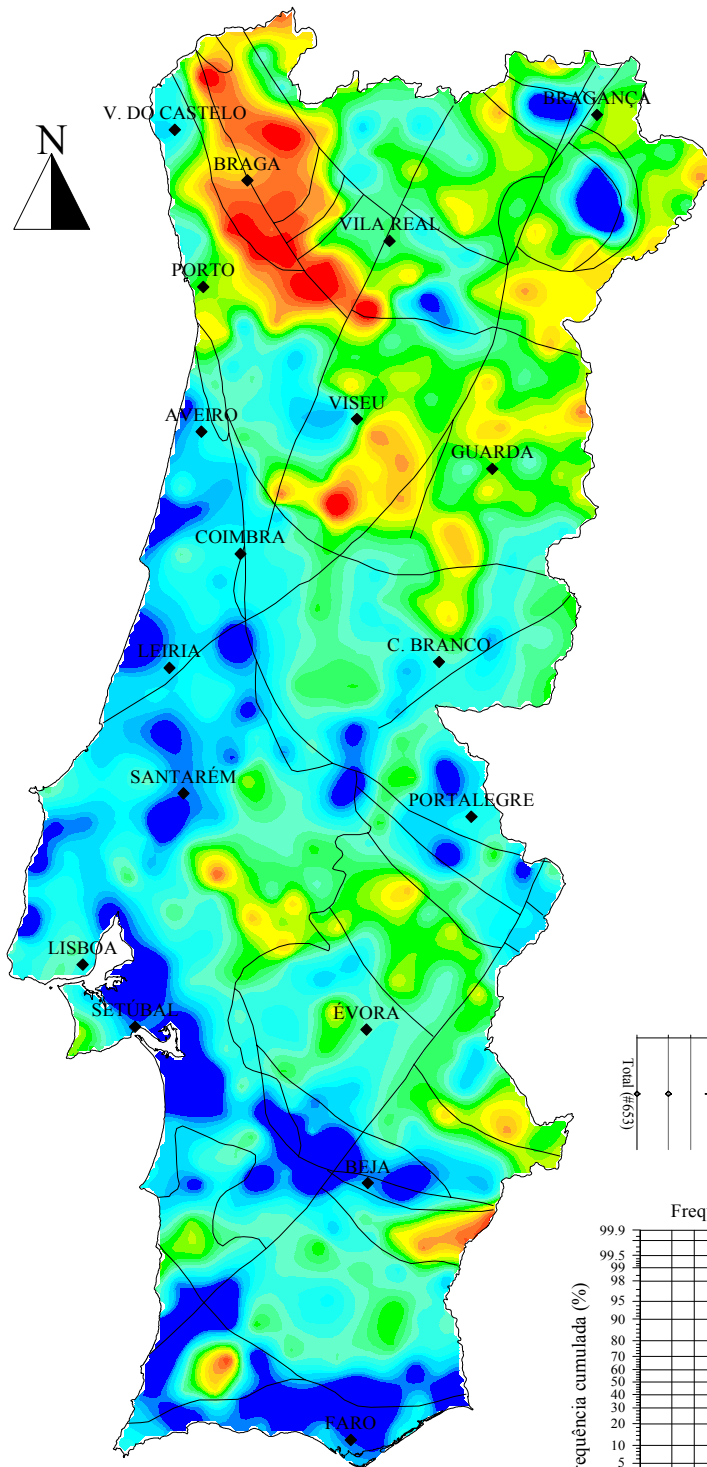 N
V. DO CASTELO
BRAGANÇA
BRAGA
VILA REAL
PORTO
AVEIRO
VISEU
GUARDA
COIMBRA
LEIRIA
C. BRANCO
SANTARÉM
PORTALEGRE
LISBOA
SETÚBAL
ÉVORA
BEJA
FARO
Total (#653)
Freq
99.9
99.5
99
98
95
90
80
70
60
50
40
30
20
10
5
requência cumulada (%)